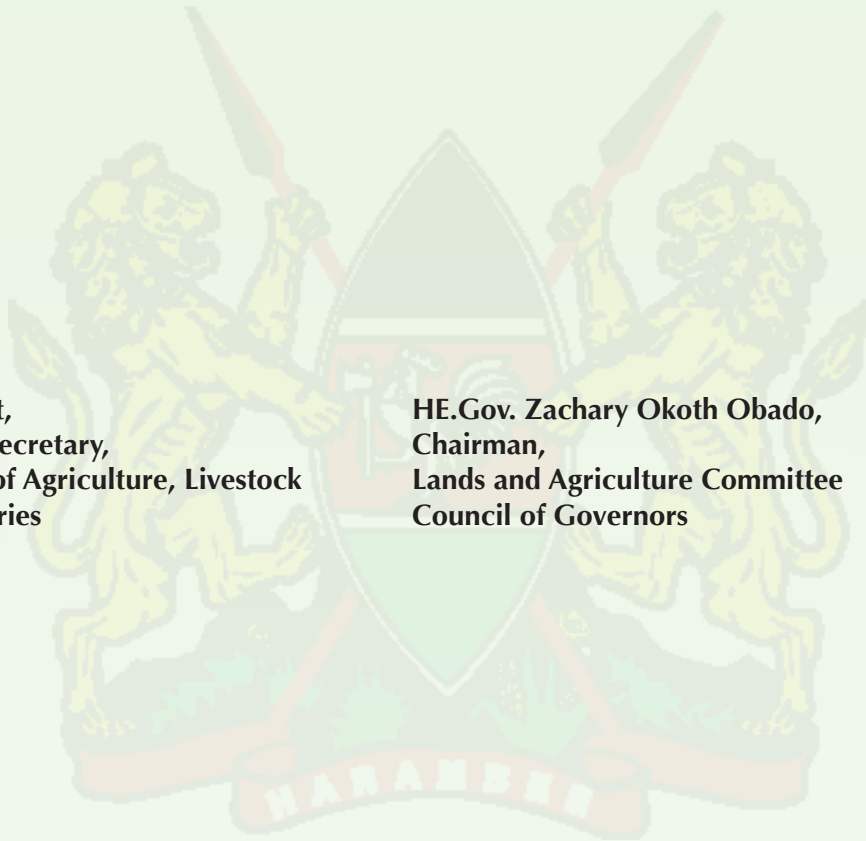 t,
ecretary,
of Agriculture, Livestock
ries
HE.Gov. Zachary Okoth Obado,
Chairman,
Lands and Agriculture Committee
Council of Governors
HARAMBEE